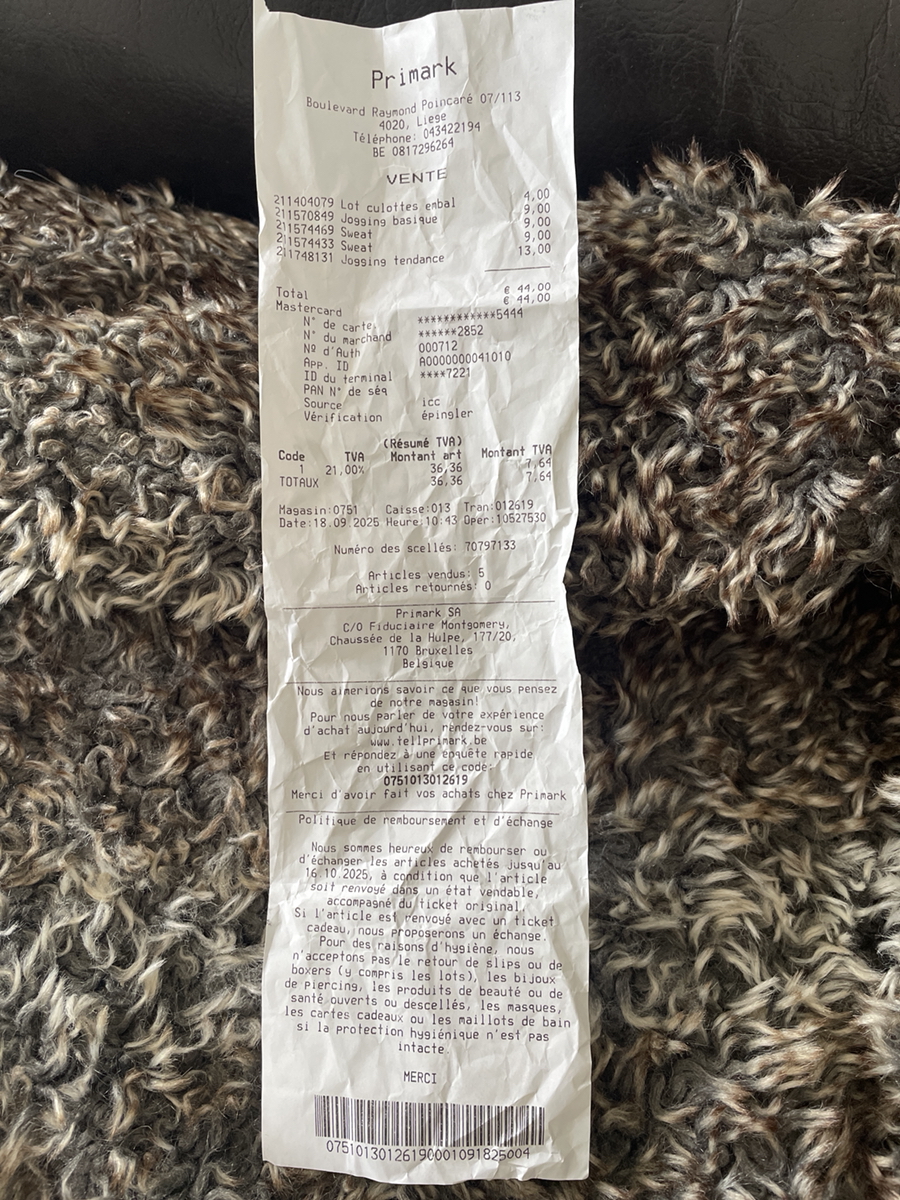 Primark
Boulevard Raymond Poincaré 07/113
4020, Liege
Téléphone: 043422194
BE 0817296264
VENTE
211404079 Lot culottes embal 4,00
211570849 Jogging basique 9,00
211574469 Sweat 9,00
211574433 Sweat 9,00
211748131 Jogging tendance 13,00
Total € 44,00
Mastercard € 44,00
N° de carte: ************5444
N° du marchand ******2852
Nº d'Auth 000712
App. ID A0000000041010
ID du terminal ****7221
PAN N° de séq
Source icc
Vérification épingler
(Résumé TVA)
Code TVA Montant art Montant TVA
1 21,00% 36,36 7,64
TOTAUX 36,36 7,64
Magasin:0751 Caisse:013 Tran:012619
Date:18.09.2025 Heure:10:43 Oper:10527530
Numéro des scellés: 70797133
Articles vendus: 5
Articles retournés: 0
Primark SA
C/O Fiduciaire Montgomery,
Chaussée de la Hulpe, 177/20,
1170 Bruxelles
Belgique
Nous aimerions savoir ce que vous pensez
de notre magasin!
Pour nous parler de votre expérience
d'achat aujourd'hui, rendez-vous sur:
www.tellprimark.be
Et répondez à une enquête rapide
en utilisant ce code:
0751013012619
Merci d'avoir fait vos achats chez Primark
Politique de remboursement et d'échange
Nous sommes heureux de rembourser ou
d'échanger les articles achetés jusqu'au
16.10.2025, à condition que l'article
soit renvoyé dans un état vendable,
accompagné du ticket original,
Si l'article est renvoyé avec un ticket
cadeau, nous proposerons un échange.
Pour des raisons d'hygiène, nous
n'acceptons pas le retour de slips ou de
boxers (y compris les lots), les bijoux
de piercing, les produits de beauté ou de
santé ouverts ou descellés, les masques,
les cartes cadeaux ou les maillots de bain
si la protection hygiénique n'est pas
intacte.
MERCI
07510130126190001091825004